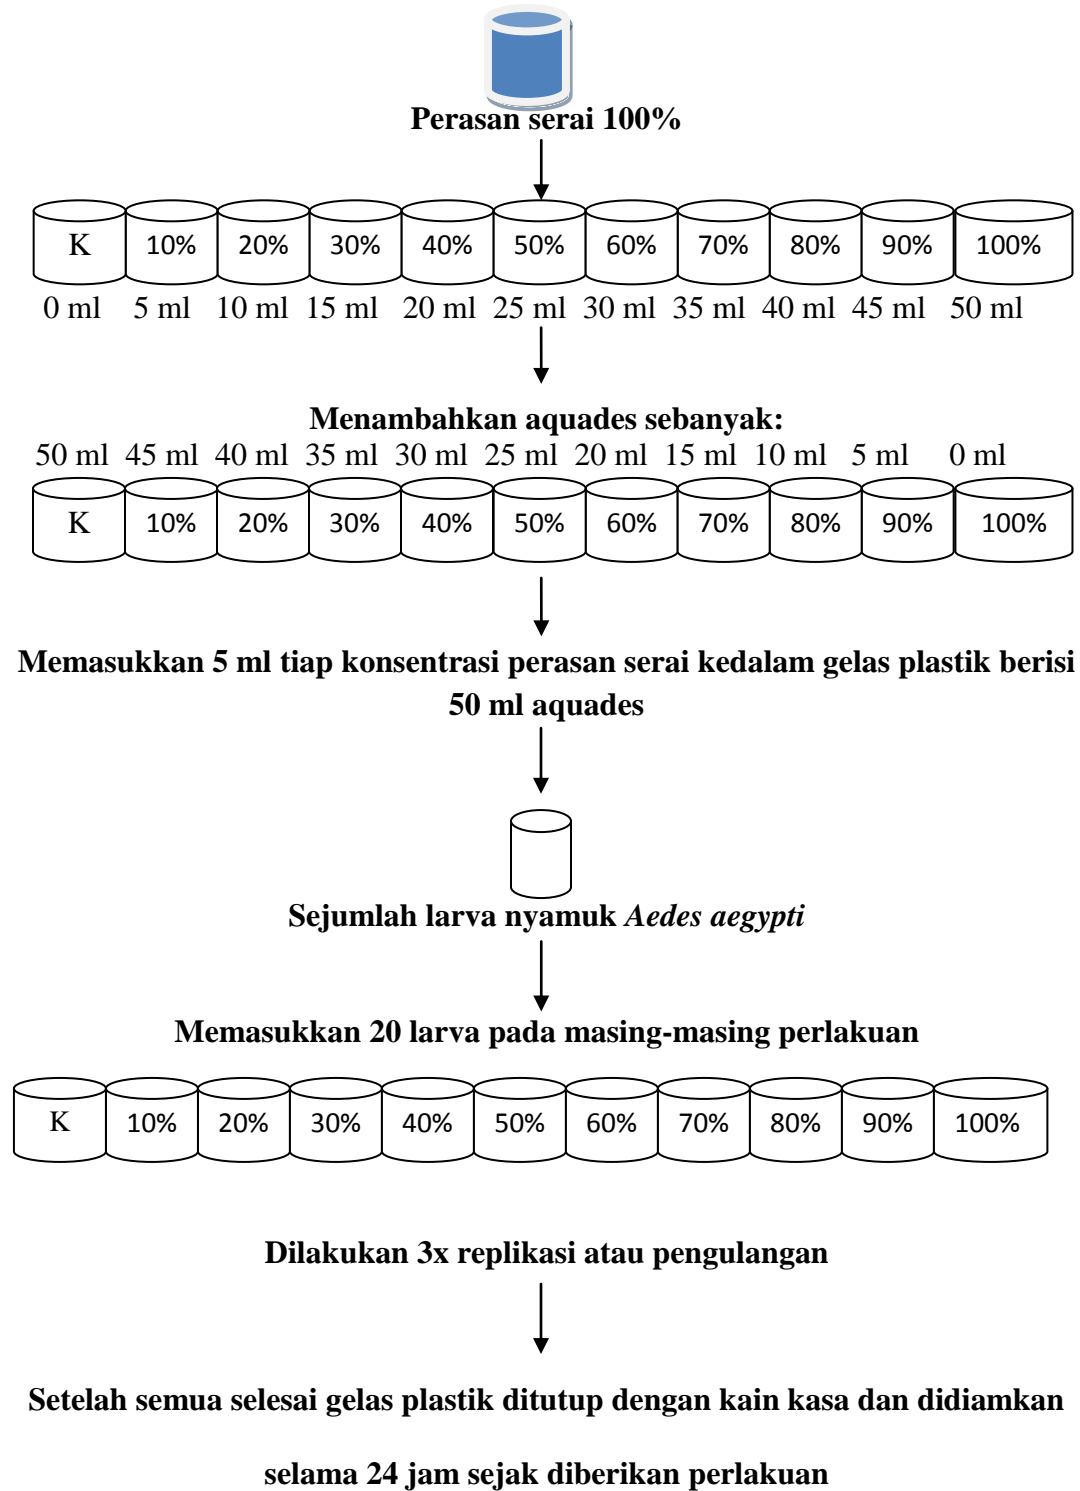 Perasan serai 100%
K 10% 20% 30% 40% 50% 60% 70% 80% 90% 100%
0 ml 5 ml 10 ml 15 ml 20 ml 25 ml 30 ml 35 ml 40 ml 45 ml 50 ml
Menambahkan aquades sebanyak:
50 ml 45 ml 40 ml 35 ml 30 ml 25 ml 20 ml 15 ml 10 ml 5 ml 0 ml
K 10% 20% 30% 40% 50% 60% 70% 80% 90% 100%
Memasukkan 5 ml tiap konsentrasi perasan serai kedalam gelas plastik berisi
50 ml aquades
Sejumlah larva nyamuk Aedes aegypti
Memasukkan 20 larva pada masing-masing perlakuan
K 10% 20% 30% 40% 50% 60% 70% 80% 90% 100%
Dilakukan 3x replikasi atau pengulangan
Setelah semua selesai gelas plastik ditutup dengan kain kasa dan didiamkan
selama 24 jam sejak diberikan perlakuan